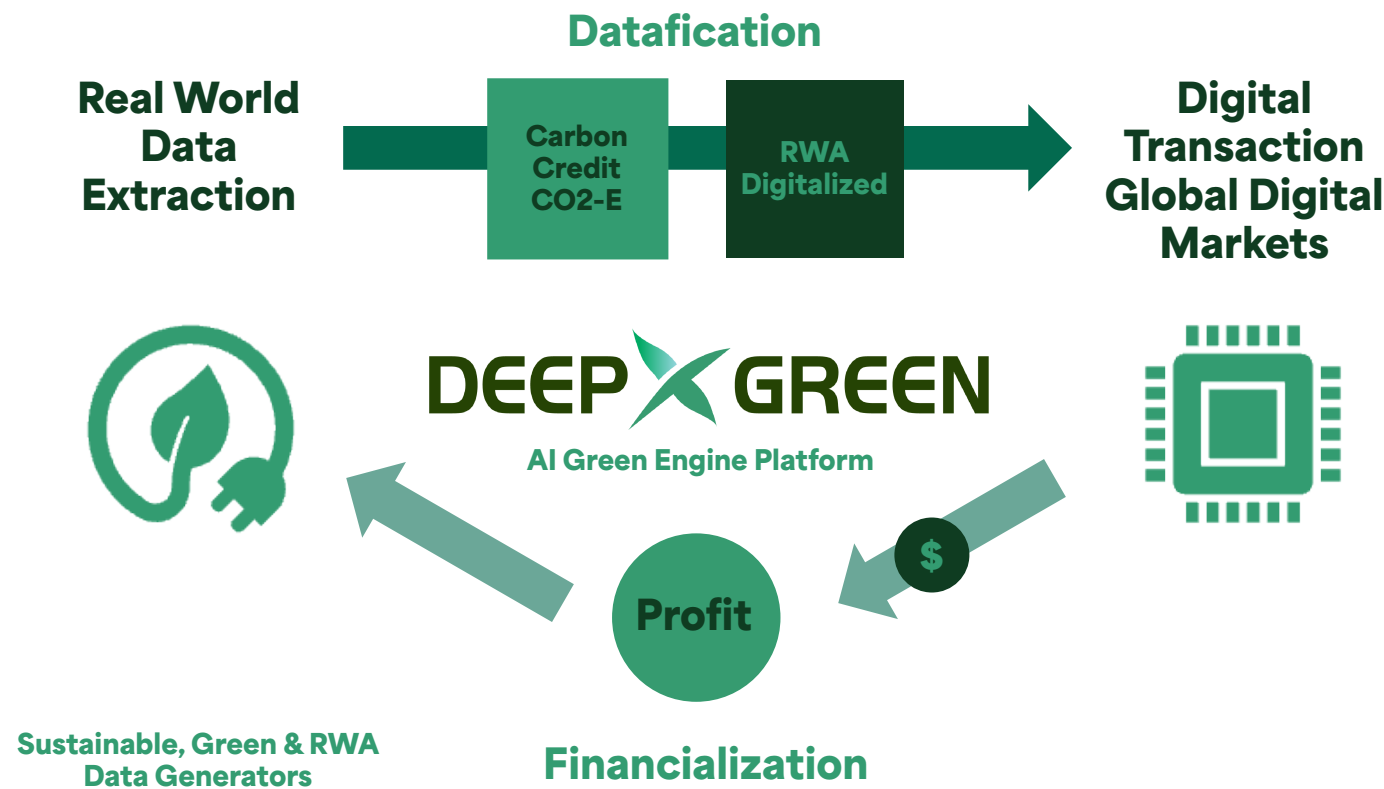 Datafication
Real World
Data
Extraction
Carbon
Credit
CO2-E
RWA
Digitalized
Digital
Transaction
Global Digital
Markets
DEEP GREEN
AI Green Engine Platform
$
Profit
Sustainable, Green & RWA
Data Generators
Financialization